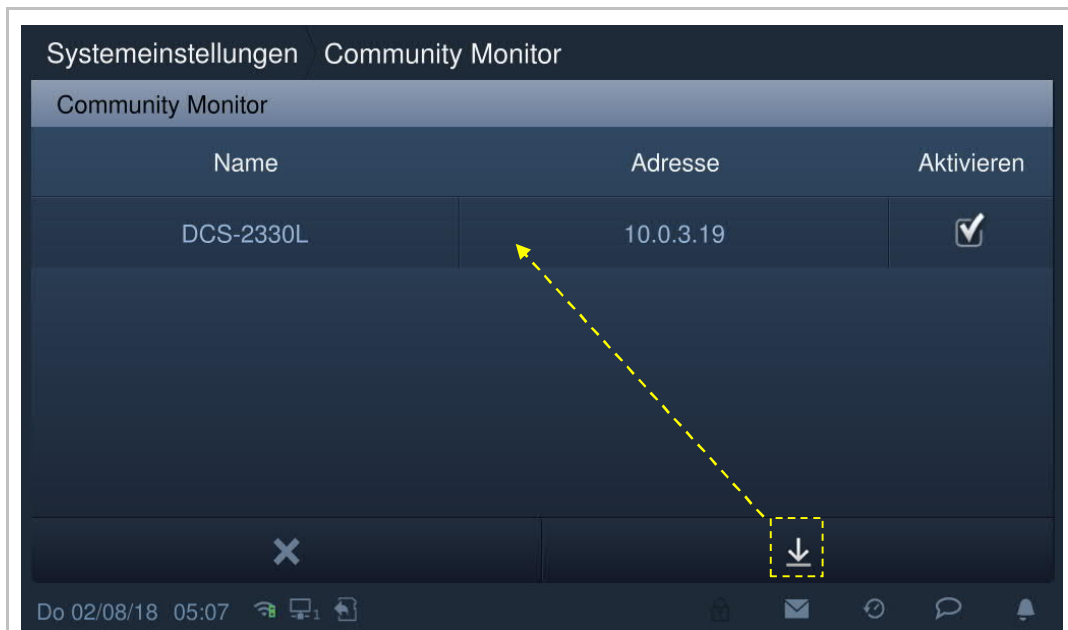 Systemeinstellungen Community Monitor
Community Monitor
Name Adresse Aktivieren
DCS-2330L 10.0.3.19
Do 02/08/18 05:07 1